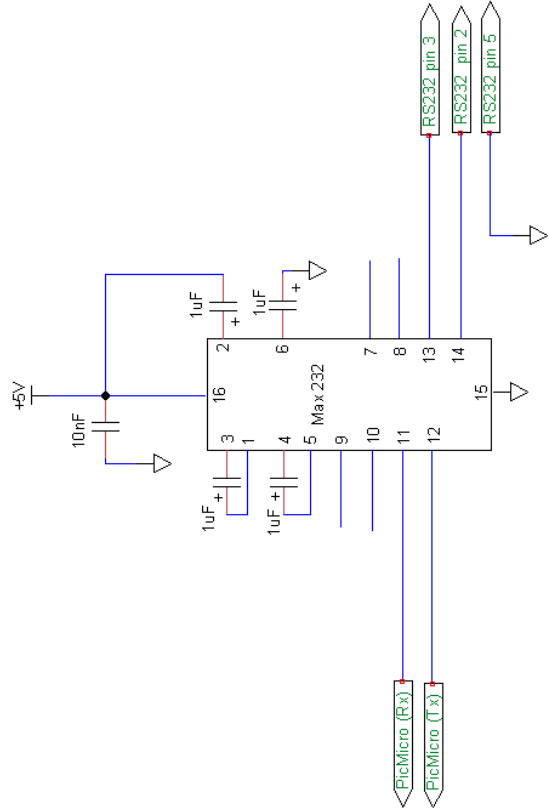 +5V
10nF
1uF
+
1uF
+
2
6
16
Max 232
3
1
4
5
9
10
11
12
7
8
13
14
15
1uF
+
1uF
+
RS232 pin 3
RS232 pin 2
RS232 pin 5
PicMicro (Rx)
PicMicro (Tx)